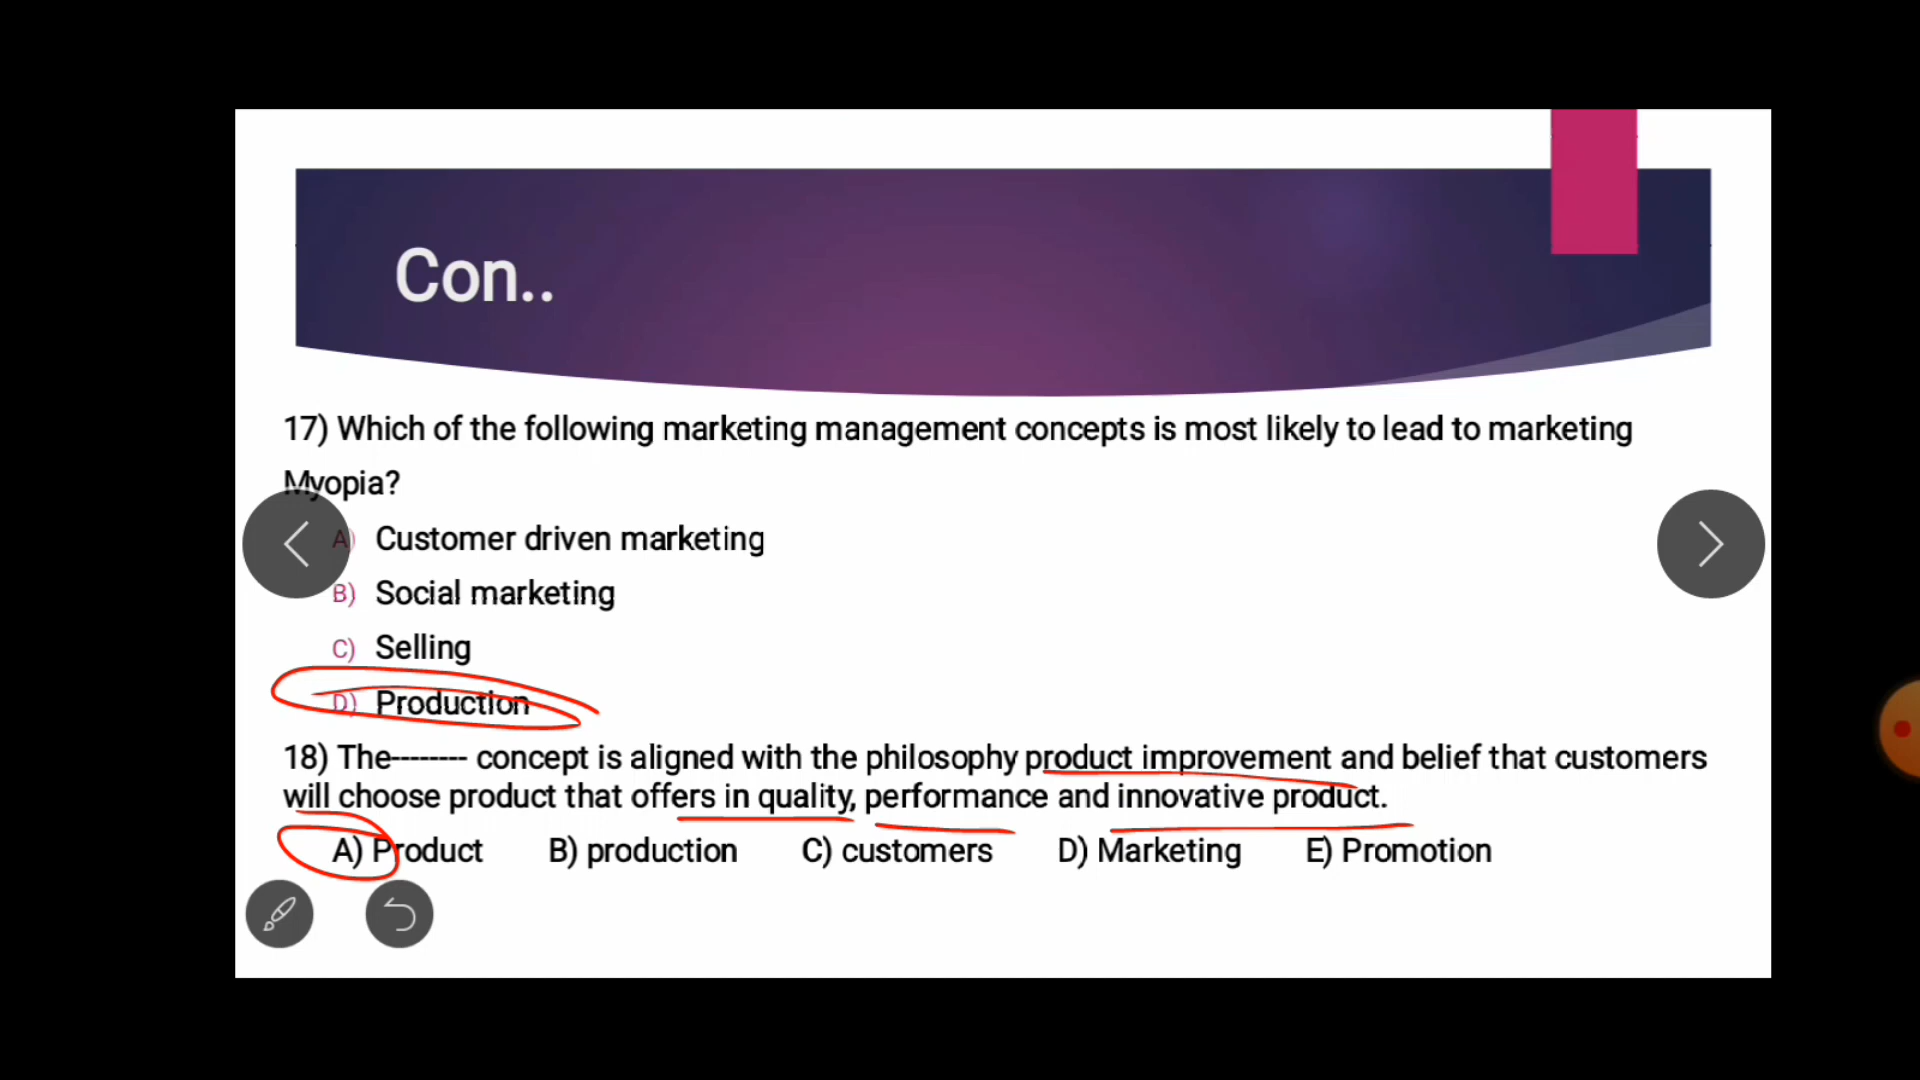 Con..
17) Which of the following marketing management concepts is most likely to lead to marketing
Myopia?
A) Customer driven marketing
B) Social marketing
C) Selling
D) Production
18) The-------- concept is aligned with the philosophy product improvement and belief that customers
will choose product that offers in quality, performance and innovative product.
A) Product B) production C) customers D) Marketing E) Promotion